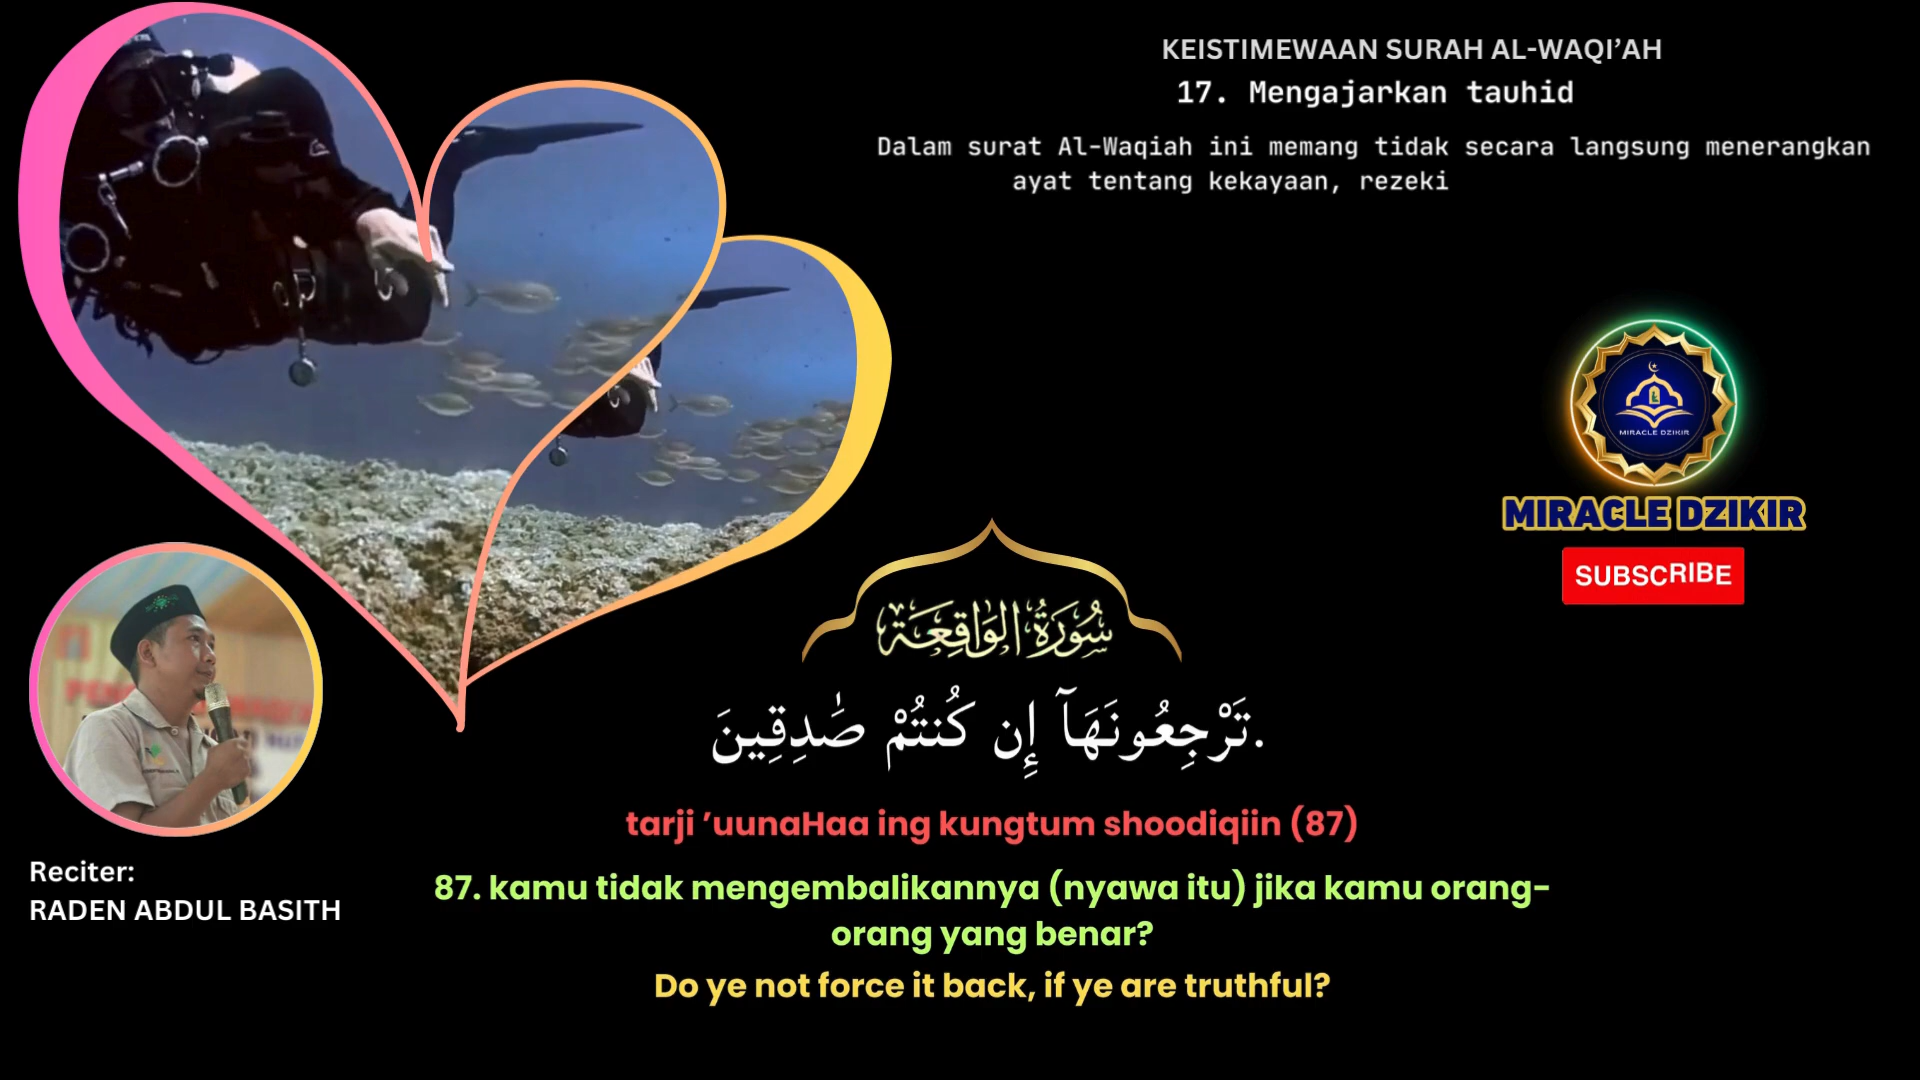 KEISTIMEWAAN SURAH AL-WAQI’AH
17. Mengajarkan tauhid
Dalam surat Al-Waqiah ini memang tidak secara langsung menerangkan
ayat tentang kekayaan, rezeki
MIRACLE DZIKIR
MIRACLE DZIKIR
SUBSCRIBE
سُورَةُ الوَاقِعَة
تَرْجِعُونَهَآ إِن كُنتُمْ صَٰدِقِينَ.
tarji ’uunaHaa ing kungtum shoodiqiin (87)
87. kamu tidak mengembalikannya (nyawa itu) jika kamu orang-
orang yang benar?
Do ye not force it back, if ye are truthful?
Reciter:
RADEN ABDUL BASITH